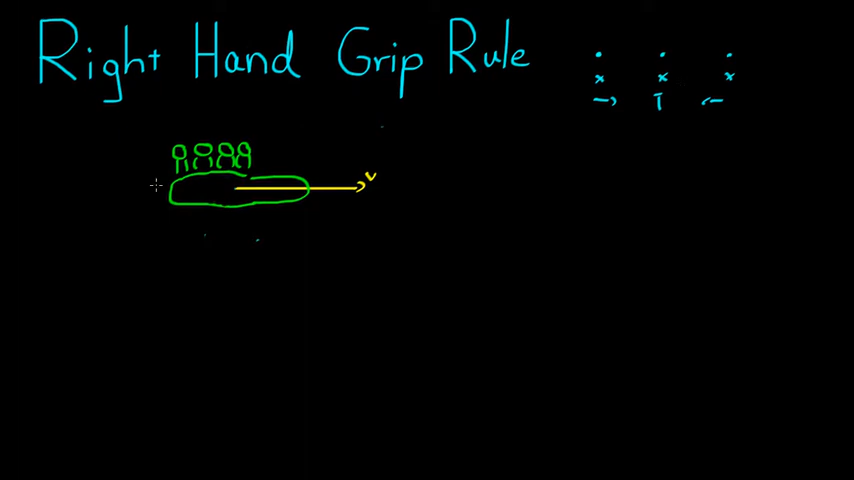 Right Hand Grip Rule
. . .
x x x
→ I ←
v